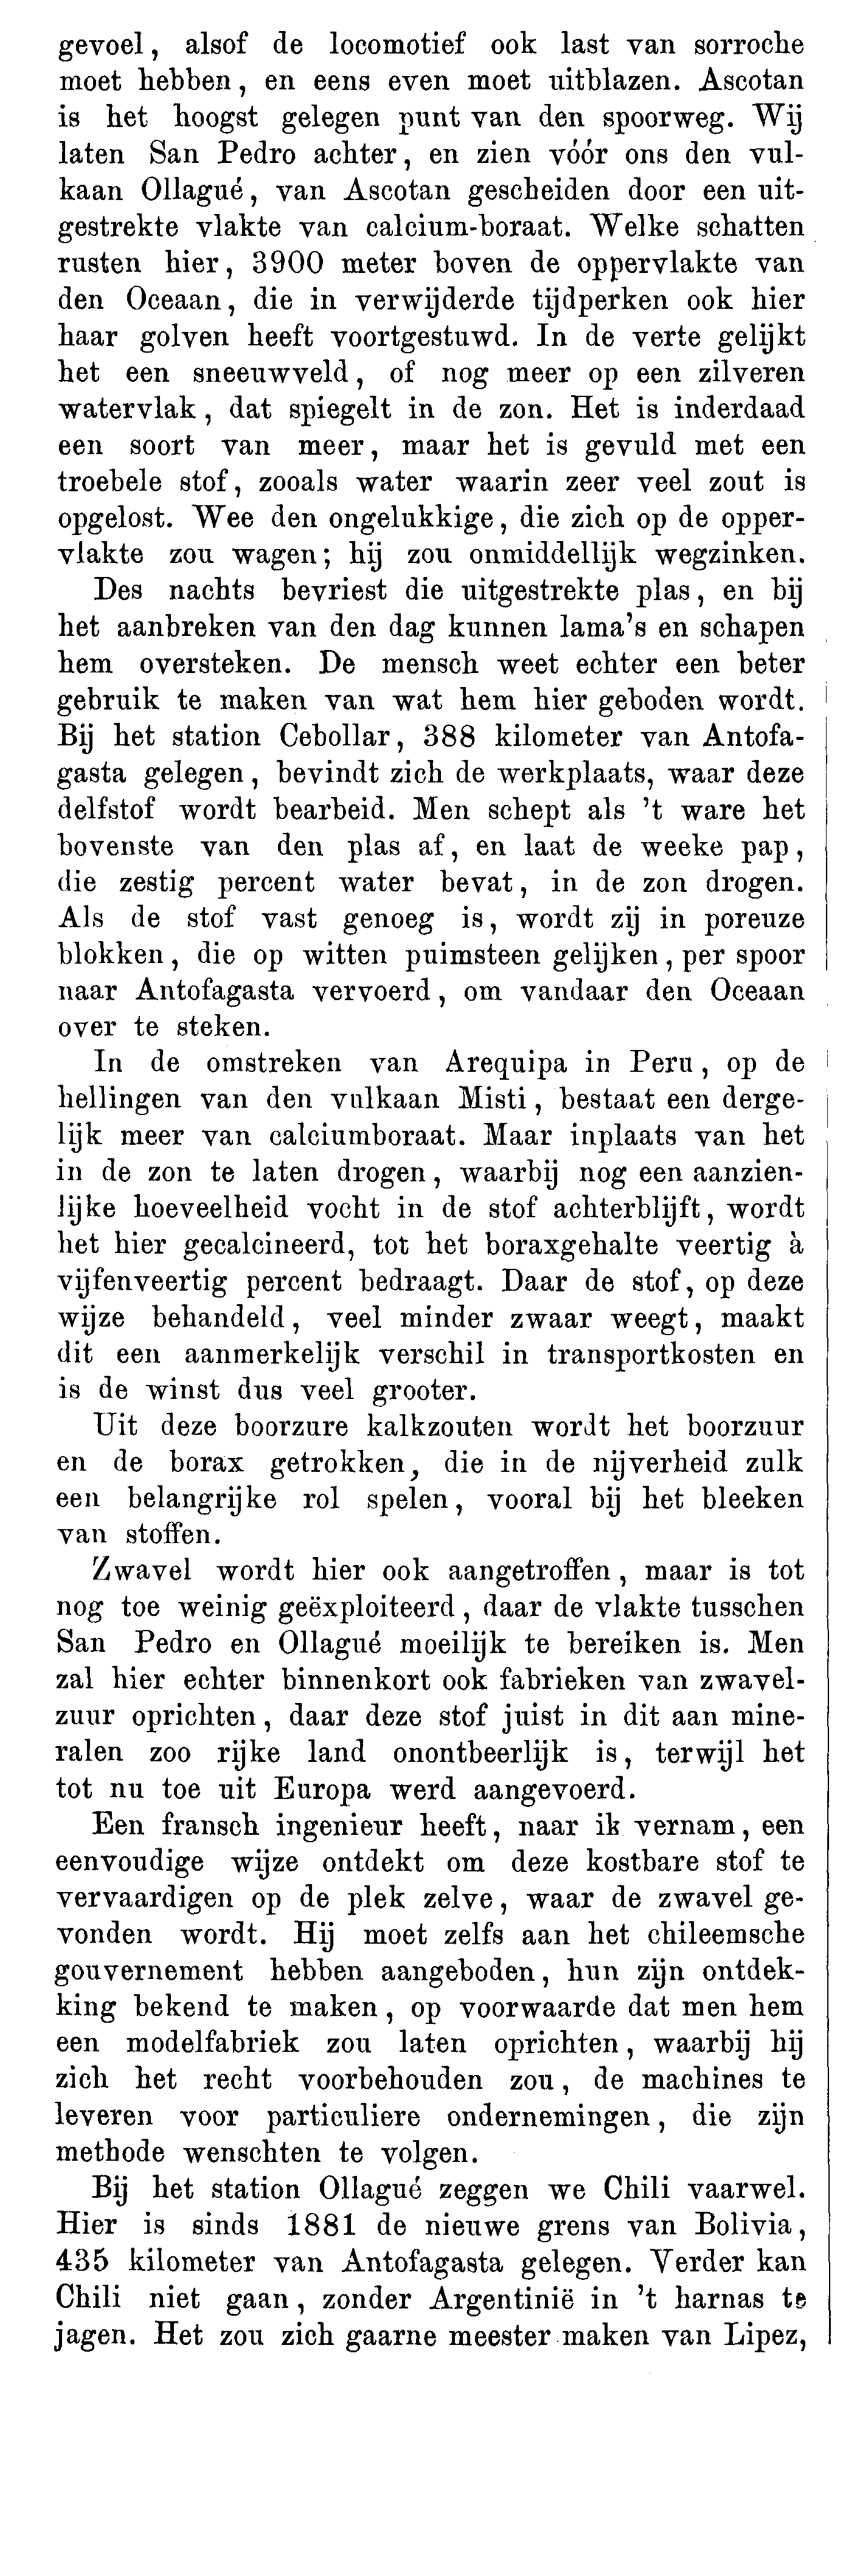 gevoel, alsof de locomotief ook last van sorroche
moet hebben, en eens even moet uitblazen. Ascotan
is het hoogst gelegen punt van den spoorweg. Wij
laten San Pedro achter, en zien vóór ons den vul-
kaan Ollagué, van Ascotan gescheiden door een uit-
gestrekte vlakte van calcium-boraat. Welke schatten
rusten hier, 3900 meter boven de oppervlakte van
den Oceaan, die in verwijderde tijdperken ook hier
haar golven heeft voortgestuwd. In de verte gelijkt
het een sneeuwveld, of nog meer op een zilveren
watervlak, dat spiegelt in de zon. Het is inderdaad
een soort van meer, maar het is gevuld met een
troebele stof, zooals water waarin zeer veel zout is
opgelost. Wee den ongelukkige, die zich op de opper-
vlakte zou wagen; hij zou onmiddellijk wegzinken.
Des nachts bevriest die uitgestrekte plas, en bij
het aanbreken van den dag kunnen lama's en schapen
hem oversteken. De mensch weet echter een beter
gebruik te maken van wat hem hier geboden wordt.
Bij het station Cebollar, 388 kilometer van Antofa-
gasta gelegen, bevindt zich de werkplaats, waar deze
delfstof wordt bearbeid. Men schept als 't ware het
bovenste van den plas af, en laat de weeke pap,
die zestig percent water bevat, in de zon drogen.
Als de stof vast genoeg is, wordt zij in poreuze
blokken, die op witten puimsteen gelijken, per spoor
naar Antofagasta vervoerd, om vandaar den Oceaan
over te steken.
In de omstreken van Arequipa in Peru, op de
hellingen van den vulkaan Misti, bestaat een derge-
lijk meer van calciumboraat. Maar inplaats van het
in de zon te laten drogen, waarbij nog een aanzien-
lijke hoeveelheid vocht in de stof achterblijft, wordt
het hier gecalcineerd, tot het boraxgehalte veertig à
vijfenveertig percent bedraagt. Daar de stof, op deze
wijze behandeld, veel minder zwaar weegt, maakt
dit een aanmerkelijk verschil in transportkosten en
is de winst dus veel grooter.
Uit deze boorzure kalkzouten wordt het boorzuur
en de borax getrokken, die in de nijverheid zulk
een belangrijke rol spelen, vooral bij het bleeken
van stoffen.
Zwavel wordt hier ook aangetroffen, maar is tot
nog toe weinig geëxploiteerd, daar de vlakte tusschen
San Pedro en Ollagué moeilijk te bereiken is. Men
zal hier echter binnenkort ook fabrieken van zwavel-
zuur oprichten, daar deze stof juist in dit aan mine-
ralen zoo rijke land onontbeerlijk is, terwijl het
tot nu toe uit Europa werd aangevoerd.
Een fransch ingenieur heeft, naar ik vernam, een
eenvoudige wijze ontdekt om deze kostbare stof te
vervaardigen op de plek zelve, waar de zwavel ge-
vonden wordt. Hij moet zelfs aan het chileemsche
gouvernement hebben aangeboden, hun zijn ontdek-
king bekend te maken, op voorwaarde dat men hem
een modelfabriek zou laten oprichten, waarbij hij
zich het recht voorbehouden zou, de machines te
leveren voor particuliere ondernemingen, die zijn
methode wenschten te volgen.
Bij het station Ollagué zeggen we Chili vaarwel.
Hier is sinds 1881 de nieuwe grens van Bolivia,
435 kilometer van Antofagasta gelegen. Verder kan
Chili niet gaan, zonder Argentinië in 't harnas te
jagen. Het zou zich gaarne meester maken van Lipez,